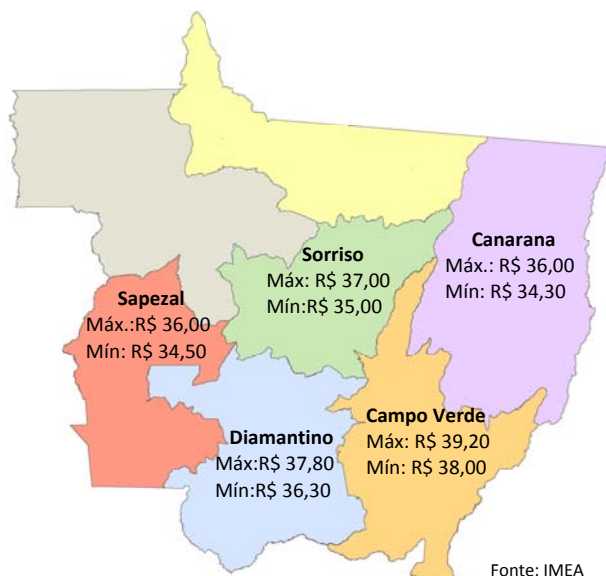 Sorriso
Máx: R$ 37,00
Mín:R$ 35,00
Canarana
Máx.: R$ 36,00
Mín: R$ 34,30
Sapezal
Máx.:R$ 36,00
Mín: R$ 34,50
Diamantino
Máx:R$ 37,80
Mín:R$ 36,30
Campo Verde
Máx: R$ 39,20
Mín: R$ 38,00
Fonte: IMEA